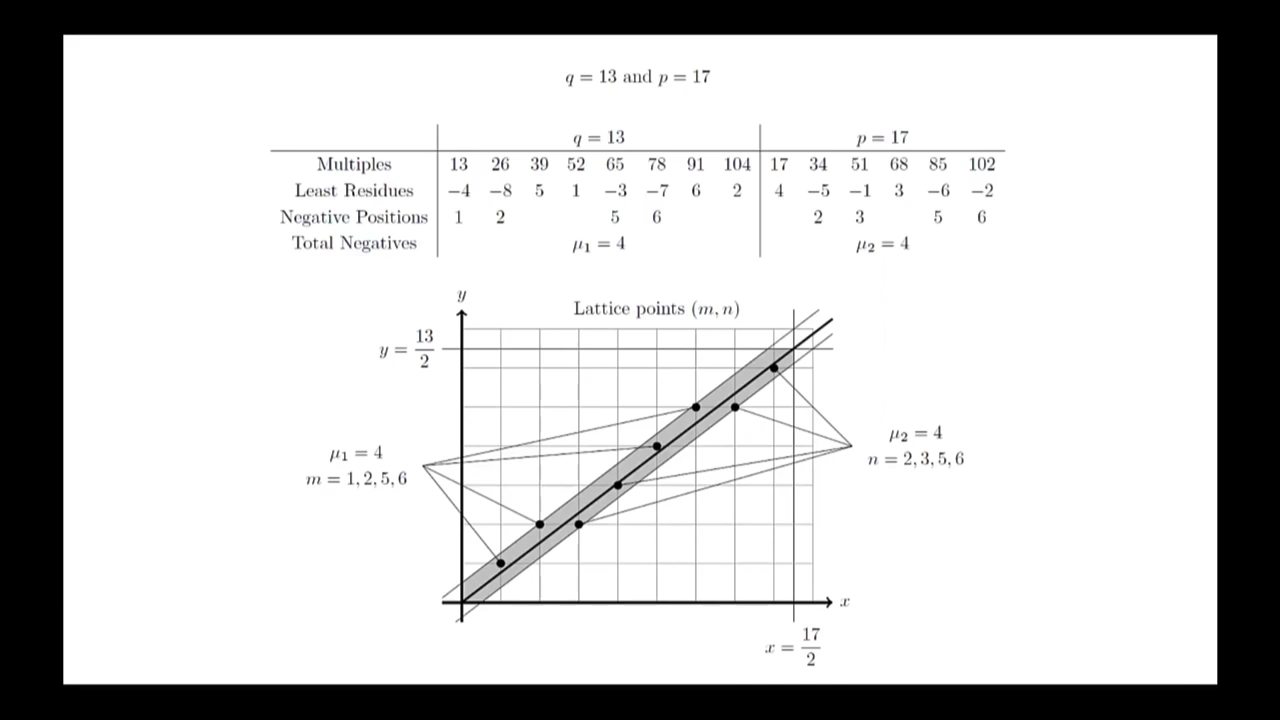 q = 13 and p = 17
q = 13 p = 17
Multiples 13 26 39 52 65 78 91 104 17 34 51 68 85 102
Least Residues −4 −8 5 1 −3 −7 6 2 4 −5 −1 3 −6 −2
Negative Positions 1 2 5 6 2 3 5 6
Total Negatives μ₁ = 4 μ₂ = 4
y
Lattice points (m, n)
y = 13/2
μ₁ = 4
m = 1, 2, 5, 6
μ₂ = 4
n = 2, 3, 5, 6
x
x = 17/2